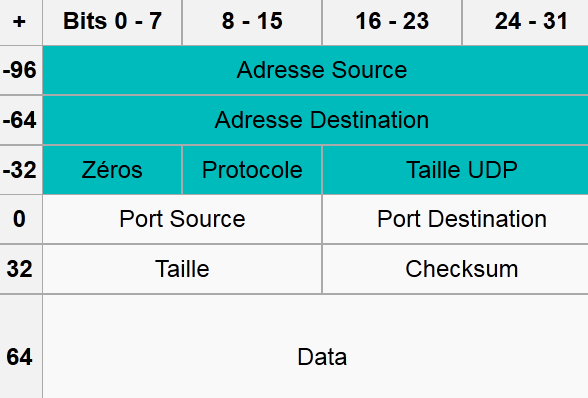 + Bits 0 - 7 8 - 15 16 - 23 24 - 31
-96 Adresse Source
-64 Adresse Destination
-32 Zéros Protocole Taille UDP
0 Port Source Port Destination
32 Taille Checksum
64 Data